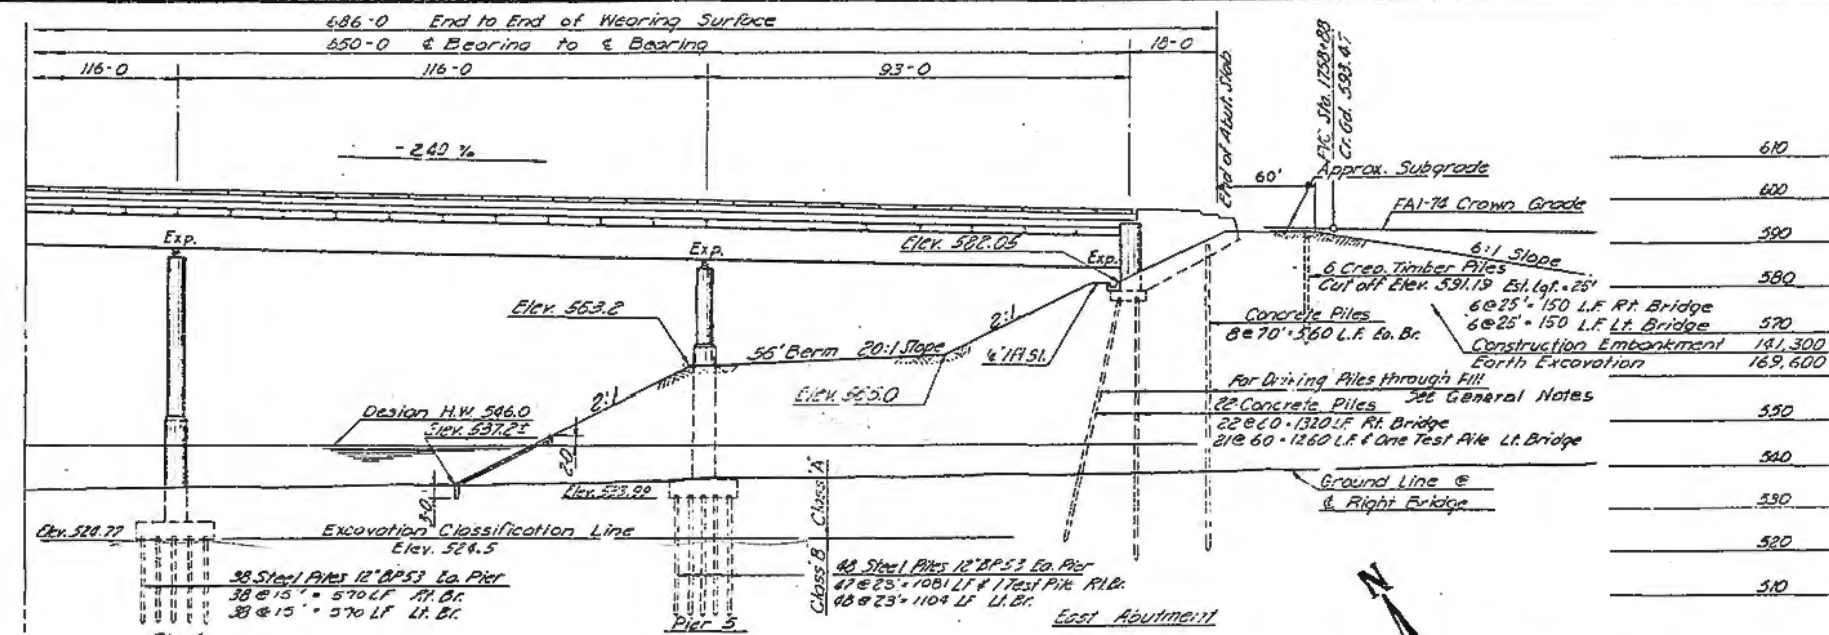 686-0 End to End of Wearing Surface
650-0 ₵ Bearing to ₵ Bearing
18-0
116-0
116-0
93-0
End of Abut. Slab
PVC Sta. 1758+88
Cr. Gd. 593.47
- 2.40 %
60'
Approx. Subgrade
FAI-74 Crown Grade
6:1 Slope
610
600
590
580
570
550
540
530
520
510
Exp.
Exp.
Exp.
Elev. 582.05
6 Creo. Timber Piles
Cut off Elev. 591.19 Est. Lgt. = 25'
6@25' = 150 L.F. Rt. Bridge
6@25' = 150 L.F. Lt. Bridge
Construction Embankment 141,300
Earth Excavation 169,600
Concrete Piles
8@70' = 560 L.F. Ea. Br.
Elev. 563.2
2:1
56' Berm 20:1 Slope
2:1
Elev. 565.0
For Driving Piles through Fill
See General Notes
22 Concrete Piles
22@60 = 1320 LF Rt. Bridge
21@60 = 1260 L.F. & One Test Pile Lt. Bridge
Design H.W. 546.0
Elev. 537.2±
2-0
3-0
Ground Line @
₵ Right Bridge
Elev. 524.77
Excavation Classification Line
Elev. 524.5
Class A
Class B
38 Steel Piles 12" BP53 Ea. Pier
38@15' = 570 LF Rt. Br.
38@15' = 570 LF Lt. Br.
48 Steel Piles 12" BP53 Ea. Pier
47@23' = 1081 LF & 1 Test Pile Rt. Br.
48@23' = 1104 LF Lt. Br.
Pier 5
East Abutment
N